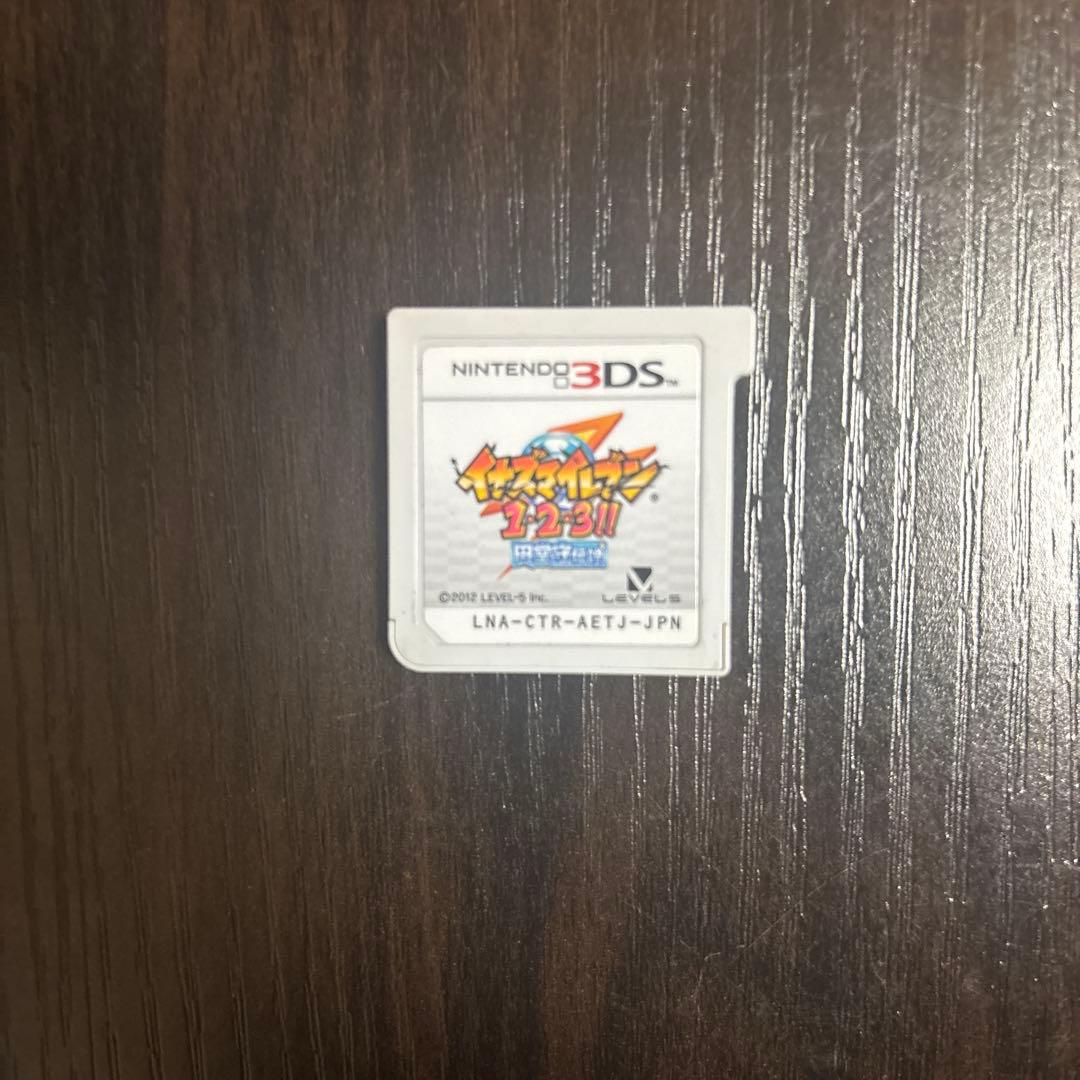 NINTENDO 3DS™
イナズマイレブン®
1・2・3!!
円堂守伝説
©2012 LEVEL-5 Inc.
LEVEL5
LNA-CTR-AETJ-JPN